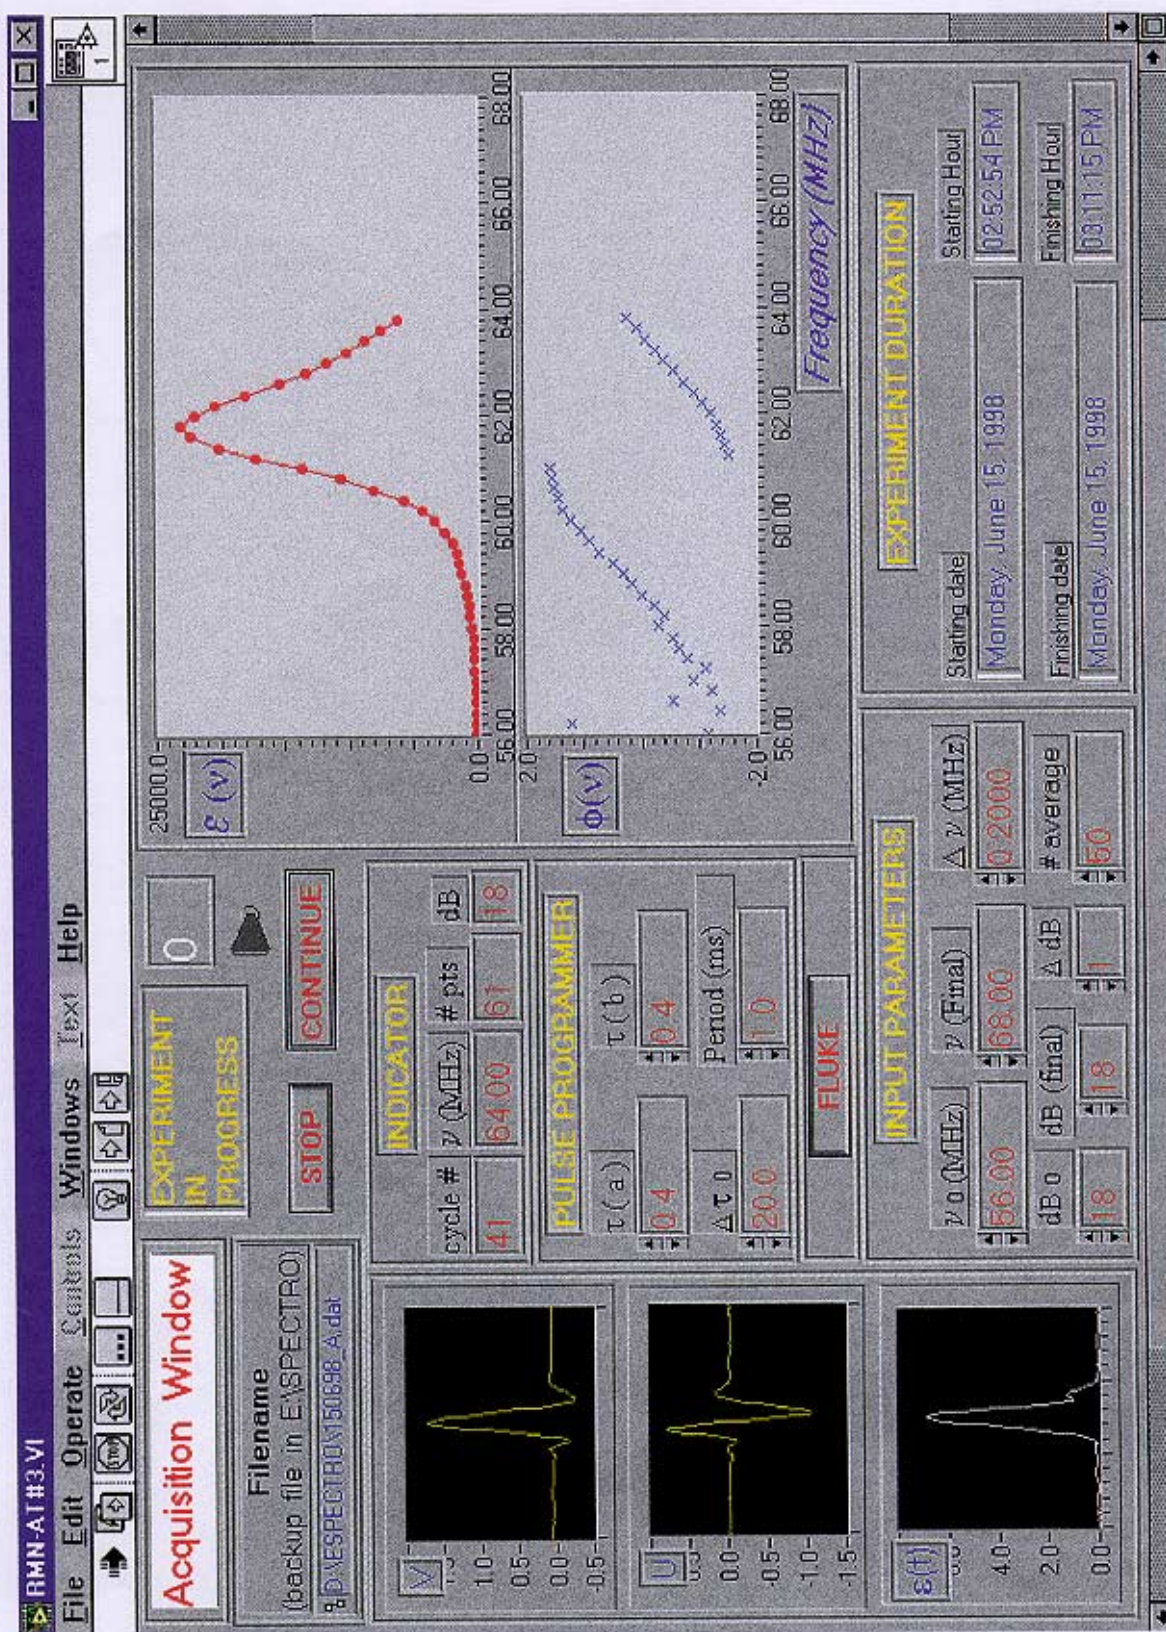 RMN-AT#3.VI
File Edit Operate Controls Windows Text Help
STOP
1
Acquisition Window
Filename
(backup file in E:\SPECTRO)
D:\ESPECTRO\150698_A.dat
EXPERIMENT
IN
PROGRESS
0
STOP
CONTINUE
INDICATOR
cycle # ν (MHz) # pts dB
41 64.00 61 18
PULSE PROGRAMMER
τ (a) τ (b)
0.4 0.4
Δ τ 0 Period (ms)
20.0 1.0
FLUKE
INPUT PARAMETERS
ν 0 (MHz) ν (Final) Δ ν (MHz)
56.00 68.00 0.2000
dB 0 dB (final) Δ dB # average
18 18 1 50
V
1.0
0.5
0.0
-0.5
U
0.0
-0.5
-1.0
-1.5
ε(t)
4.0
2.0
0.0
25000.0
ε (ν)
0.0
56.00 58.00 60.00 62.00 64.00 66.00 68.00
2.0
ϕ(ν)
-2.0
56.00 58.00 60.00 62.00 64.00 66.00 68.00
Frequency (MHz)
EXPERIMENT DURATION
Starting date Starting Hour
Monday, June 15, 1998 02:52:54 PM
Finishing date Finishing Hour
Monday, June 15, 1998 03:11:15 PM